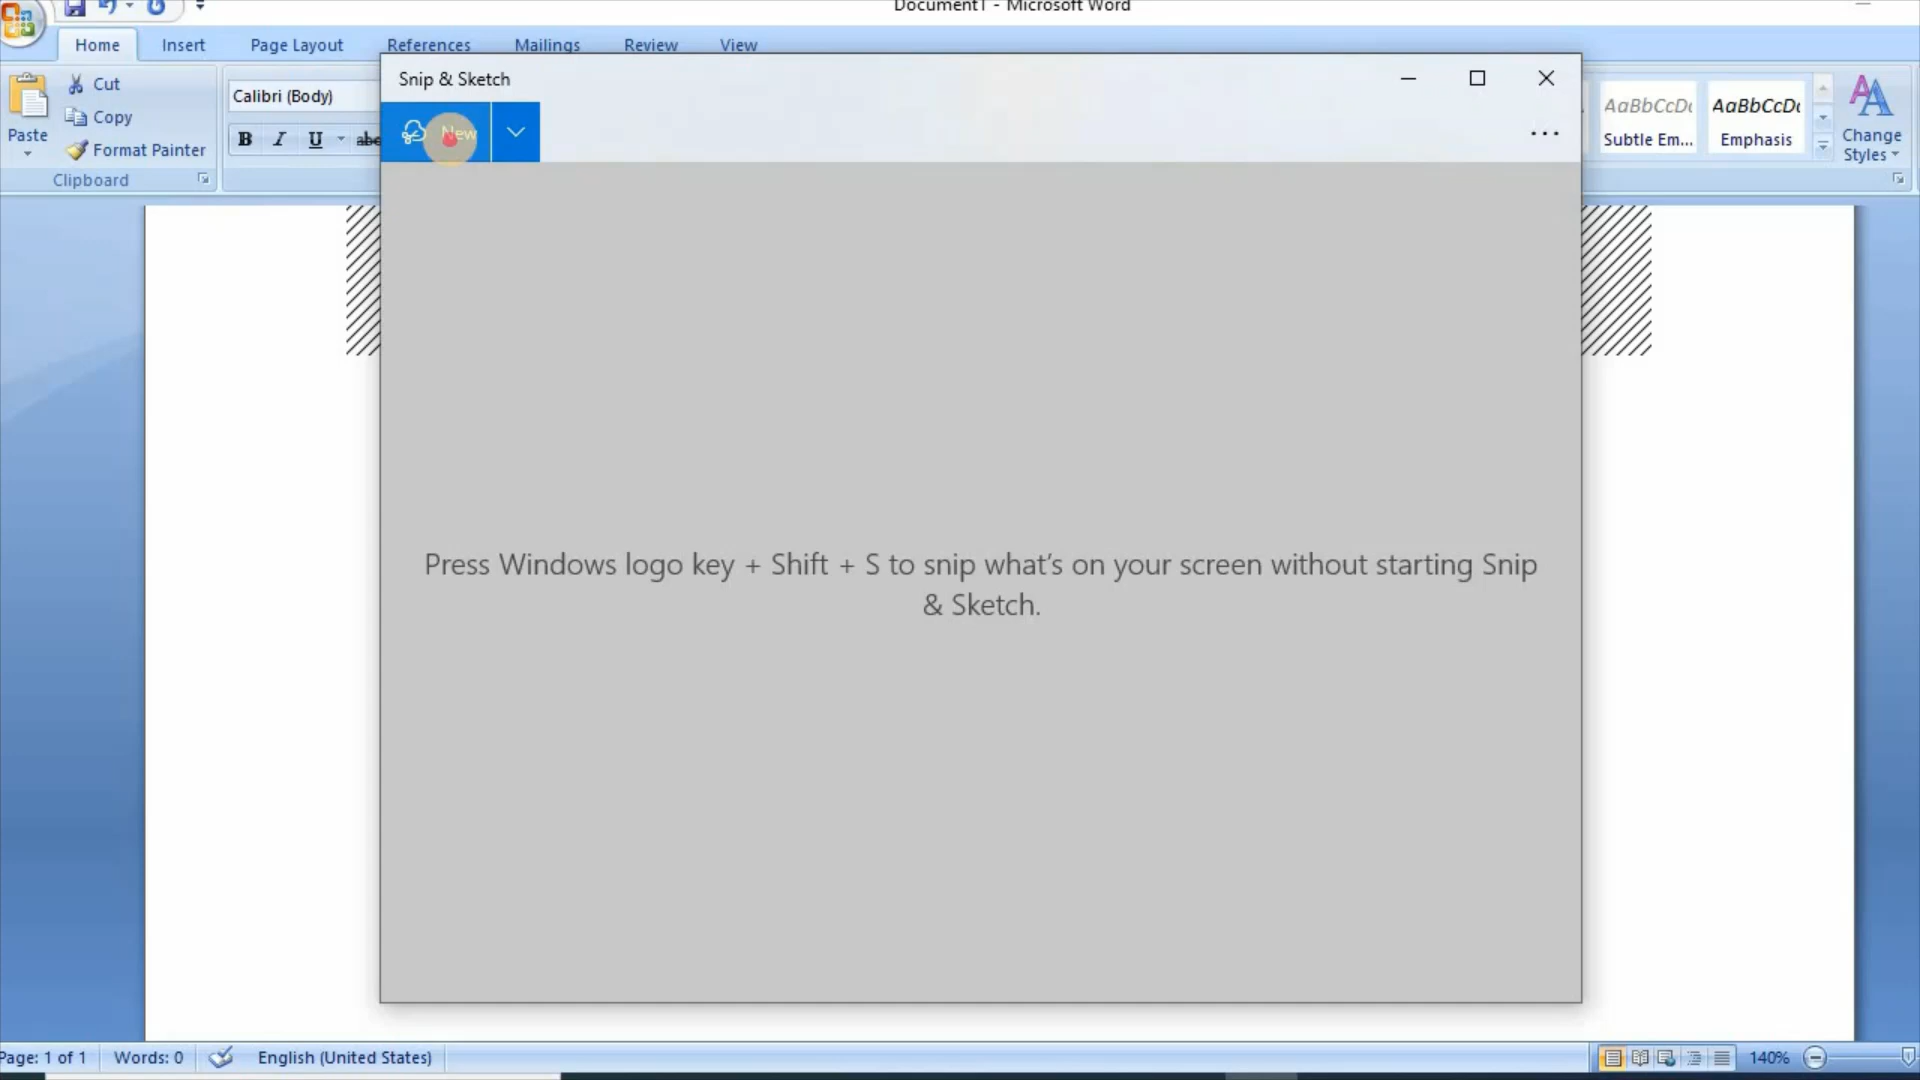 Document1 - Microsoft Word
Home Insert Page Layout References Mailings Review View
Snip & Sketch
Cut
Calibri (Body)
AaBbCcDc AaBbCcDc
Copy
New
Paste
B I U abc
Subtle Em... Emphasis
Change
Styles
Format Painter
Clipboard
Press Windows logo key + Shift + S to snip what's on your screen without starting Snip
& Sketch.
Page: 1 of 1 Words: 0 English (United States) 140%